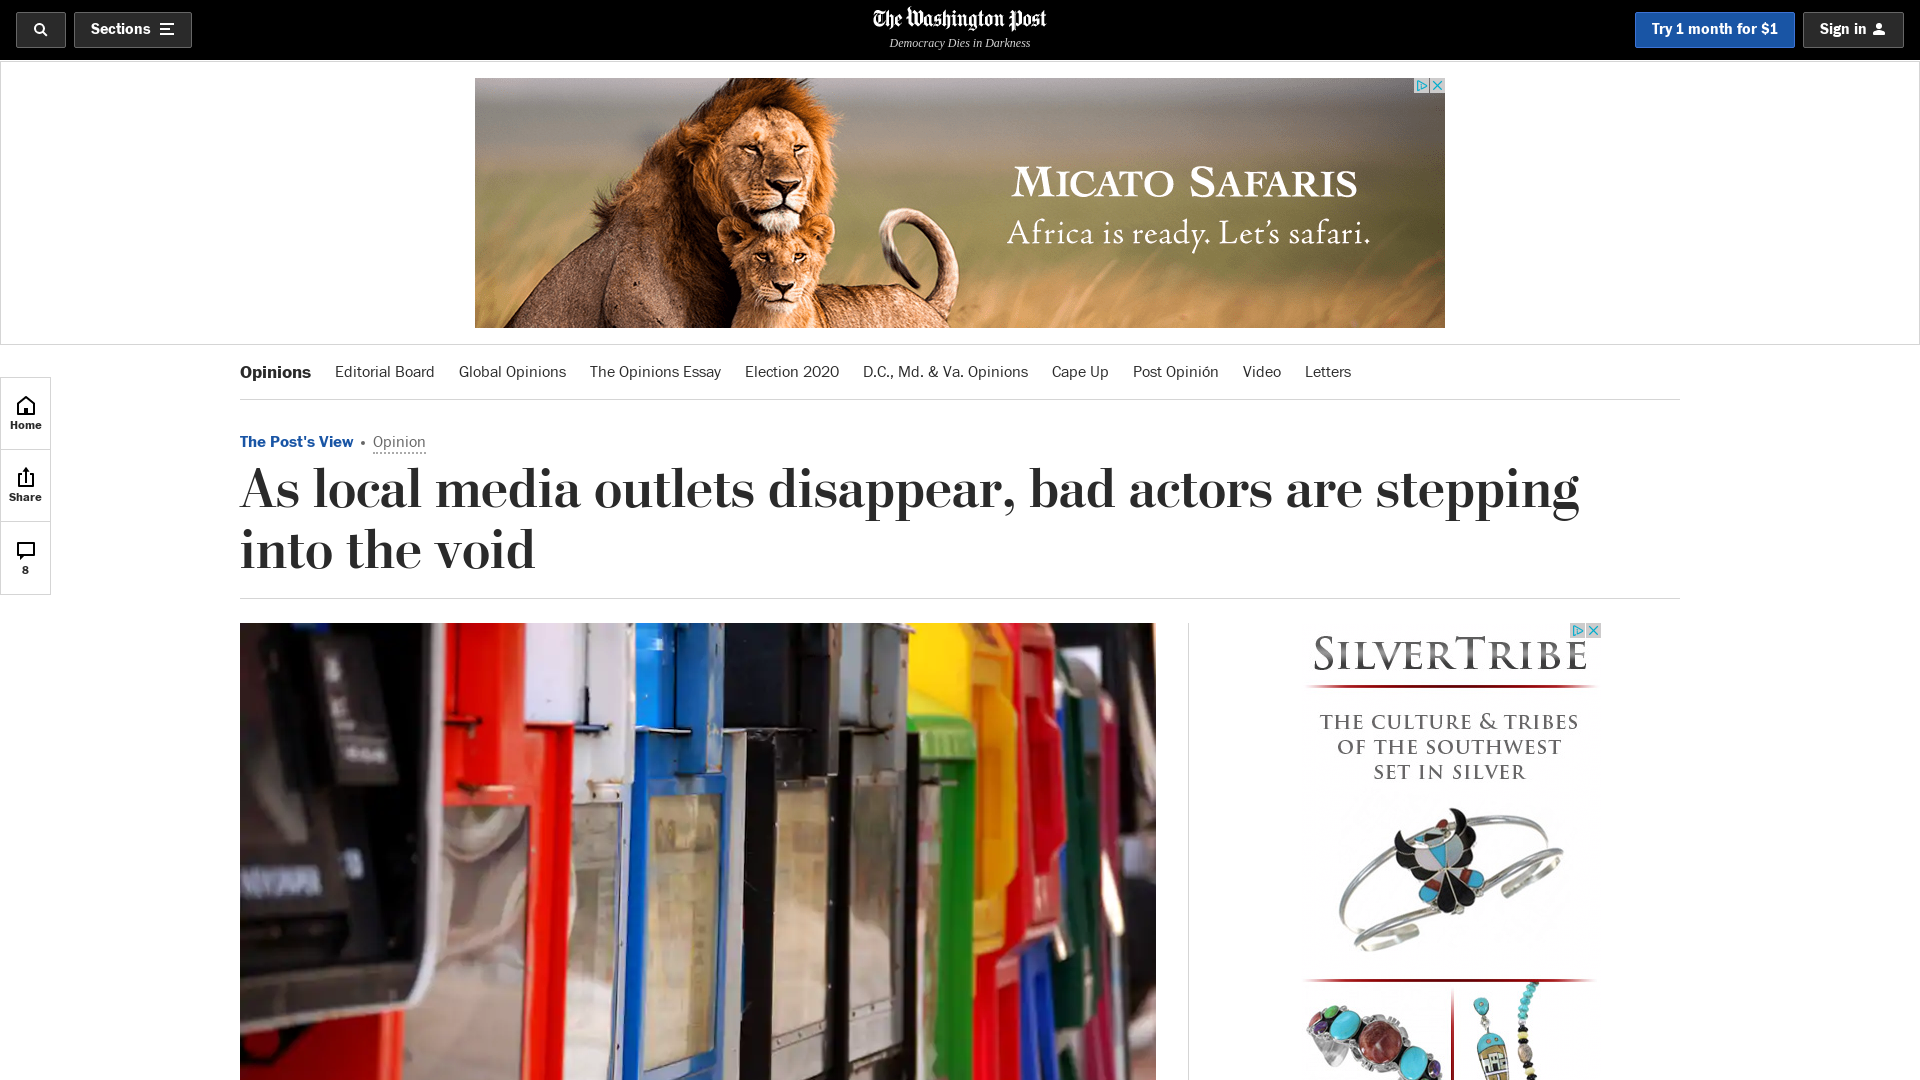 Sections
The Washington Post
Democracy Dies in Darkness
Try 1 month for $1
Sign in
MICATO SAFARIS
Africa is ready. Let's safari.
Opinions
Editorial Board
Global Opinions
The Opinions Essay
Election 2020
D.C., Md. & Va. Opinions
Cape Up
Post Opinión
Video
Letters
Home
Share
8
The Post's View • Opinion
As local media outlets disappear, bad actors are stepping
into the void
SILVERTRIBE
THE CULTURE & TRIBES
OF THE SOUTHWEST
SET IN SILVER